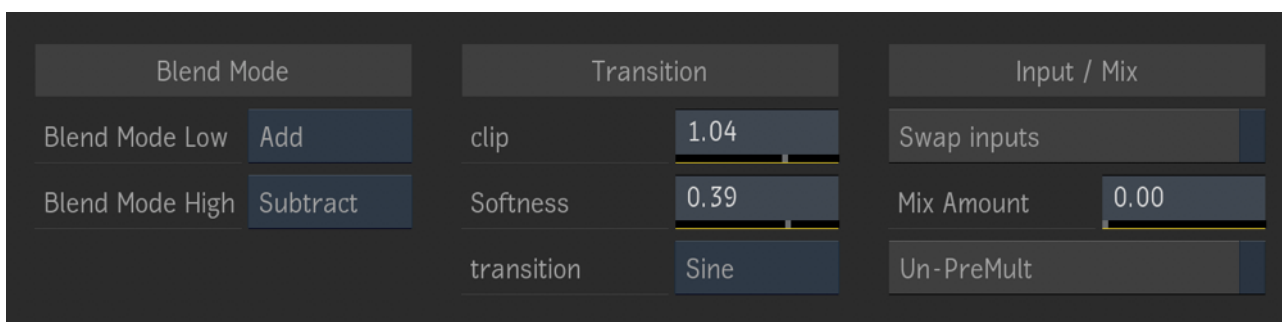 Blend Mode
Blend Mode Low Add
Blend Mode High Subtract
Transition
clip 1.04
Softness 0.39
transition Sine
Input / Mix
Swap inputs
Mix Amount 0.00
Un-PreMult